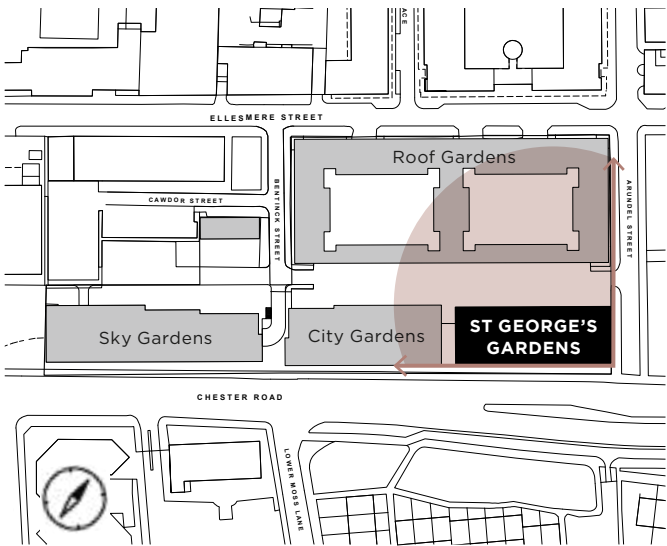 ACE
ELLESMERE STREET
Roof Gardens
CAWDOR STREET
BENTINCK STREET
ARUNDEL STREET
Sky Gardens
City Gardens
ST GEORGE'S
GARDENS
CHESTER ROAD
LOWER MOSS LANE